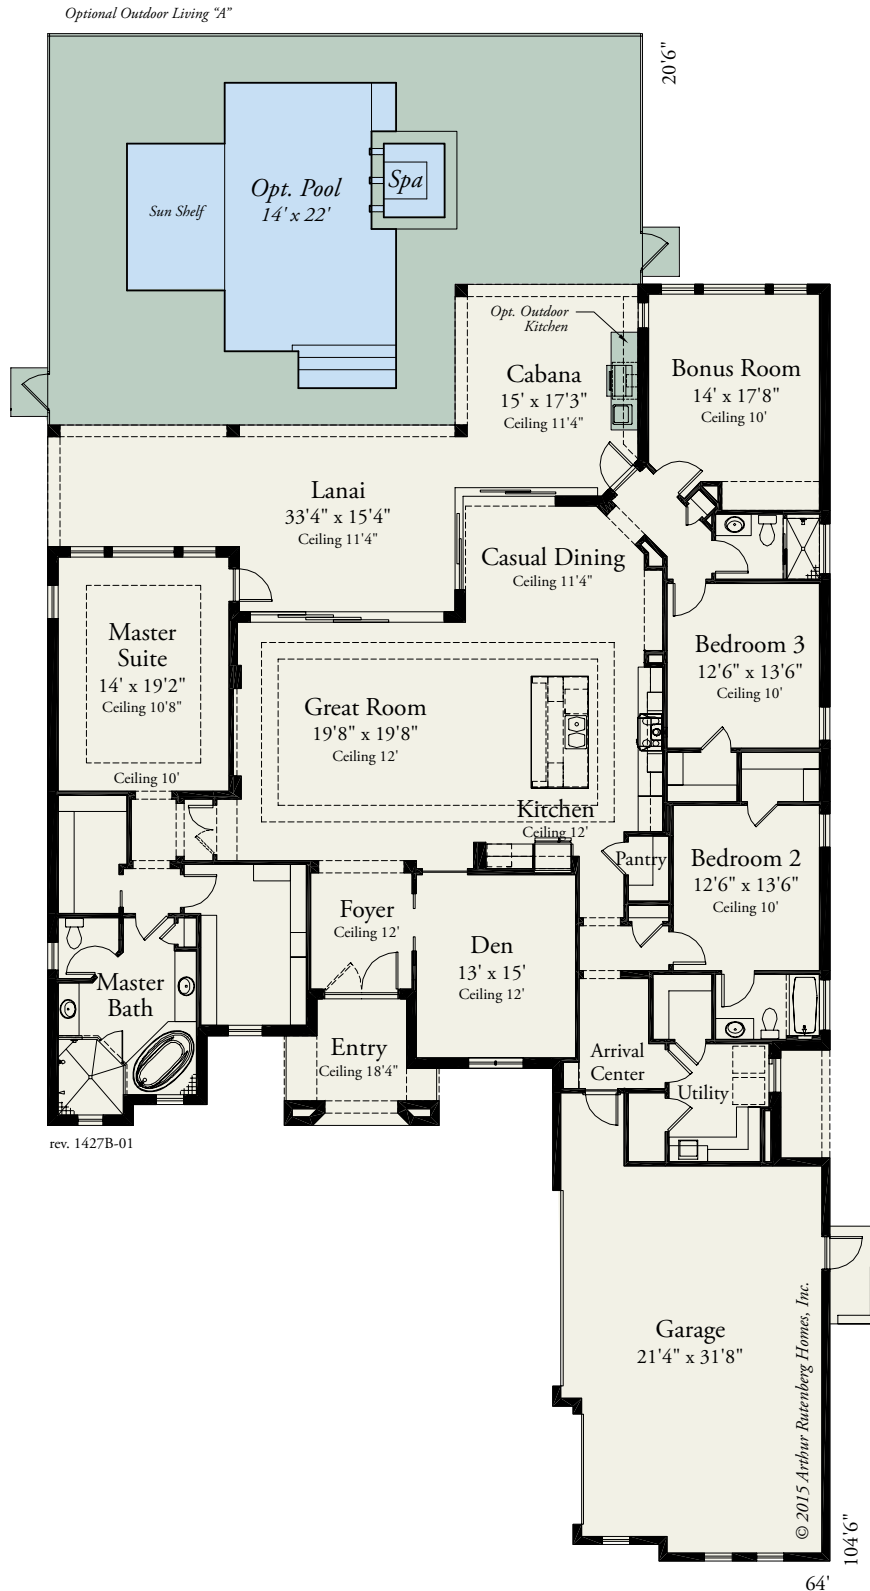 Optional Outdoor Living “A”
20'6"
Opt. Pool
14' x 22'
Spa
Sun Shelf
Opt. Outdoor
Kitchen
Cabana
15' x 17'3"
Ceiling 11'4"
Bonus Room
14' x 17'8"
Ceiling 10'
Lanai
33'4" x 15'4"
Ceiling 11'4"
Casual Dining
Ceiling 11'4"
Master
Suite
14' x 19'2"
Ceiling 10'8"
Ceiling 10'
Bedroom 3
12'6" x 13'6"
Ceiling 10'
Great Room
19'8" x 19'8"
Ceiling 12'
Kitchen
Ceiling 12'
Pantry
Bedroom 2
12'6" x 13'6"
Ceiling 10'
Foyer
Ceiling 12'
Den
13' x 15'
Ceiling 12'
Master
Bath
Entry
Ceiling 18'4"
Arrival
Center
Utility
rev. 1427B-01
Garage
21'4" x 31'8"
© 2015 Arthur Rutenberg Homes, Inc.
104'6"
64'